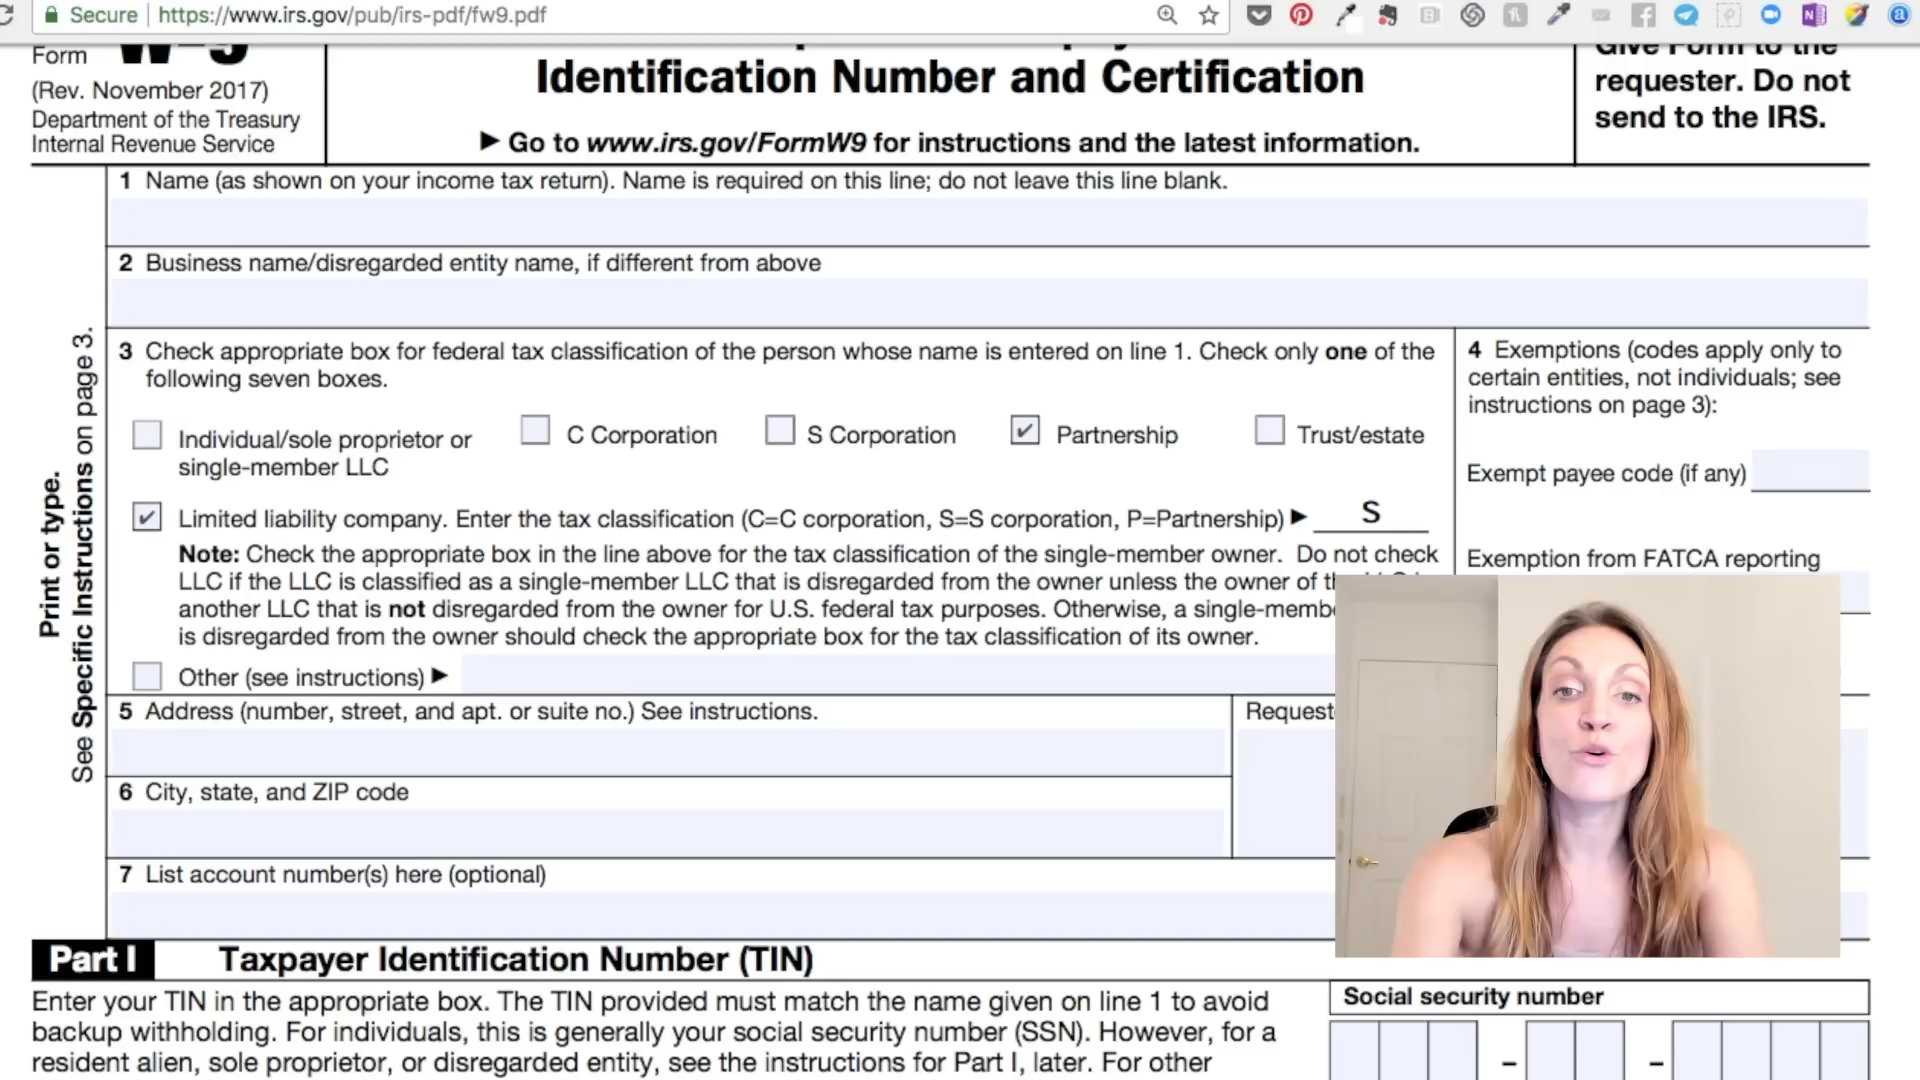 Secure
https://www.irs.gov/pub/irs-pdf/fw9.pdf
Form W-9
(Rev. November 2017)
Department of the Treasury
Internal Revenue Service
Identification Number and Certification
► Go to www.irs.gov/FormW9 for instructions and the latest information.
Give Form to the
requester. Do not
send to the IRS.
Print or type.
See Specific Instructions on page 3.
1 Name (as shown on your income tax return). Name is required on this line; do not leave this line blank.
2 Business name/disregarded entity name, if different from above
3 Check appropriate box for federal tax classification of the person whose name is entered on line 1. Check only one of the
following seven boxes.
Individual/sole proprietor or
single-member LLC
C Corporation
S Corporation
Partnership
Trust/estate
Limited liability company. Enter the tax classification (C=C corporation, S=S corporation, P=Partnership) ► S
Note: Check the appropriate box in the line above for the tax classification of the single-member owner. Do not check
LLC if the LLC is classified as a single-member LLC that is disregarded from the owner unless the owner of
another LLC that is not disregarded from the owner for U.S. federal tax purposes. Otherwise, a
is disregarded from the owner should check the appropriate box for the tax classification of its owner.
Other (see instructions) ►
4 Exemptions (codes apply only to
certain entities, not individuals; see
instructions on page 3):
Exempt payee code (if any)
Exemption from FATCA reporting
5 Address (number, street, and apt. or suite no.) See instructions.
6 City, state, and ZIP code
7 List account number(s) here (optional)
Part I Taxpayer Identification Number (TIN)
Enter your TIN in the appropriate box. The TIN provided must match the name given on line 1 to avoid
backup withholding. For individuals, this is generally your social security number (SSN). However, for a
resident alien, sole proprietor, or disregarded entity, see the instructions for Part I, later. For other
Social security number
– –